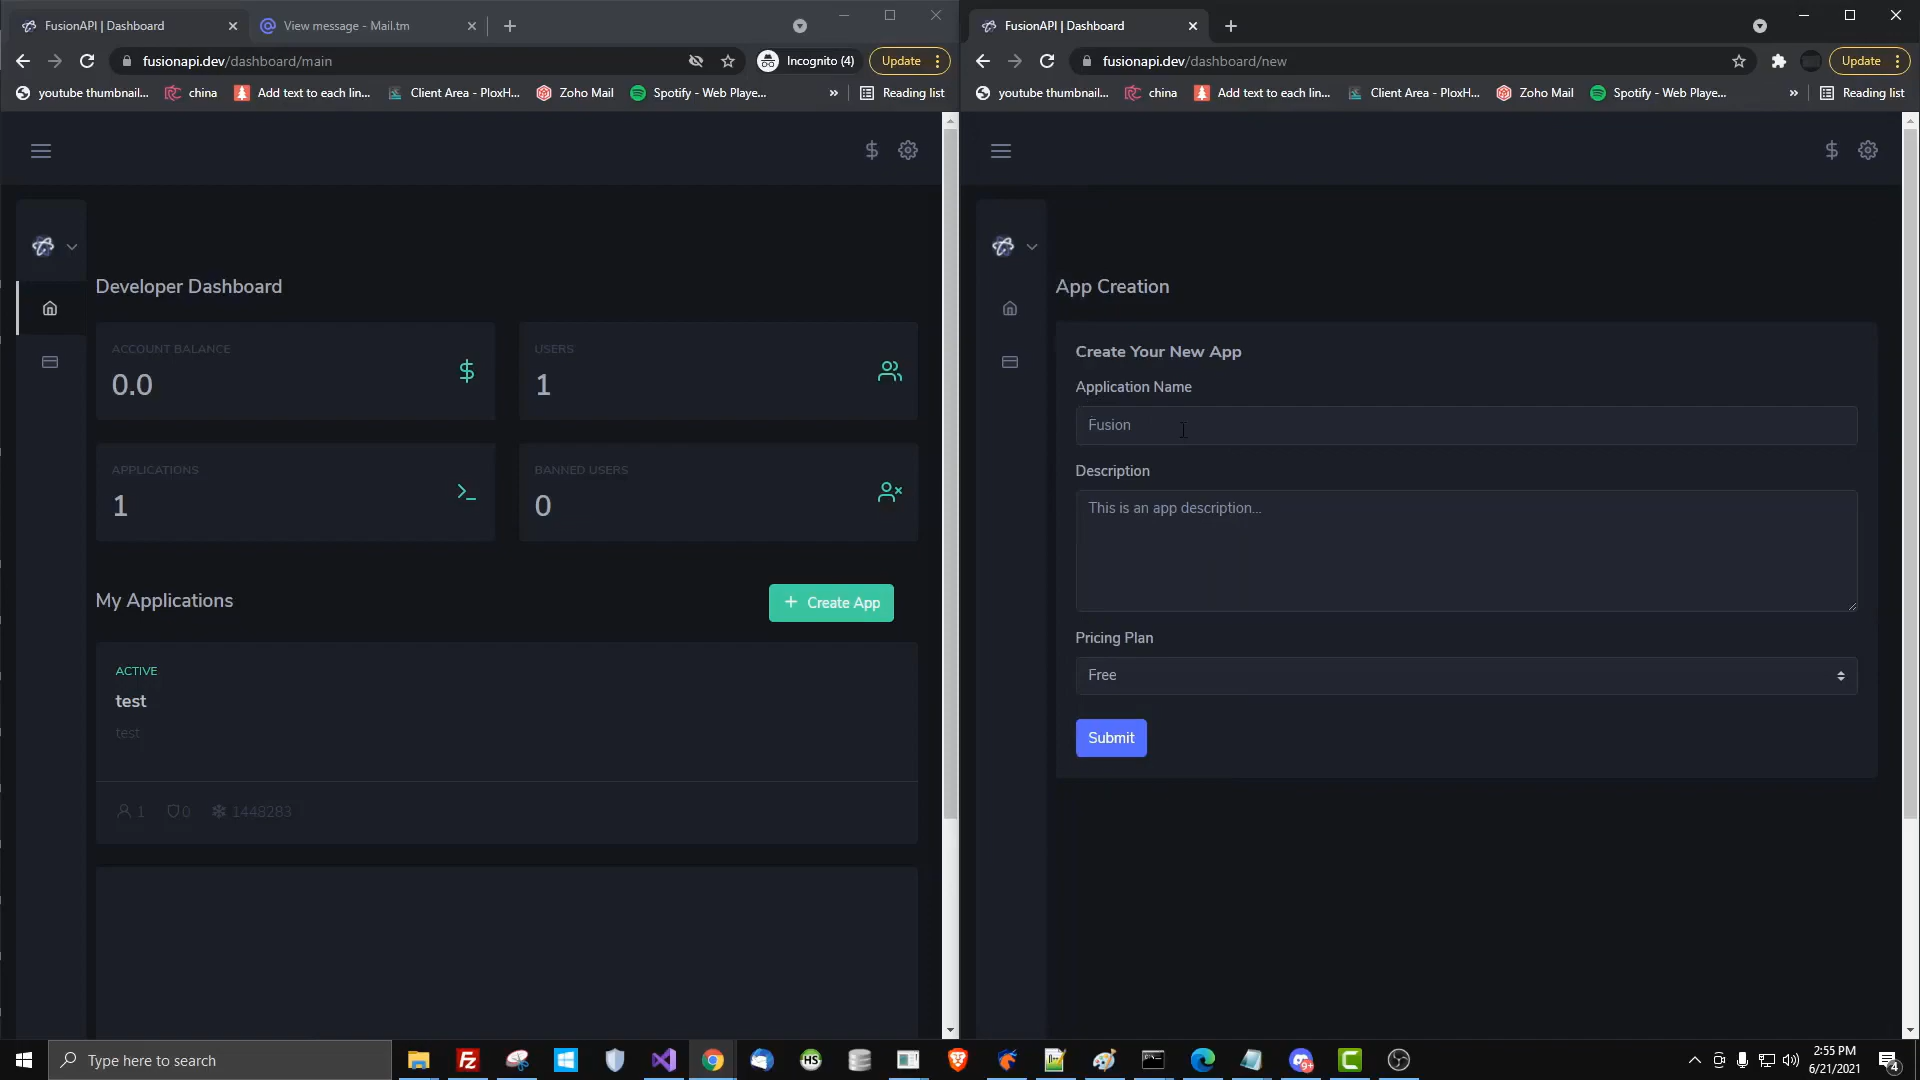 FusionAPI | Dashboard
View message - Mail.tm
fusionapi.dev/dashboard/main
Incognito (4)
Update
youtube thumbnail...
china
Add text to each lin...
Client Area - PloxH...
Zoho Mail
Spotify - Web Playe...
»
Reading list
Developer Dashboard
ACCOUNT BALANCE
0.0
$
USERS
1
APPLICATIONS
1
BANNED USERS
0
My Applications
+ Create App
ACTIVE
test
test
1
0
1448283
FusionAPI | Dashboard
fusionapi.dev/dashboard/new
Update
youtube thumbnail...
china
Add text to each lin...
Client Area - PloxH...
Zoho Mail
Spotify - Web Playe...
»
Reading list
App Creation
Create Your New App
Application Name
Fusion
Description
This is an app description...
Pricing Plan
Free
Submit
Type here to search
HS
2:55 PM
6/21/2021
4